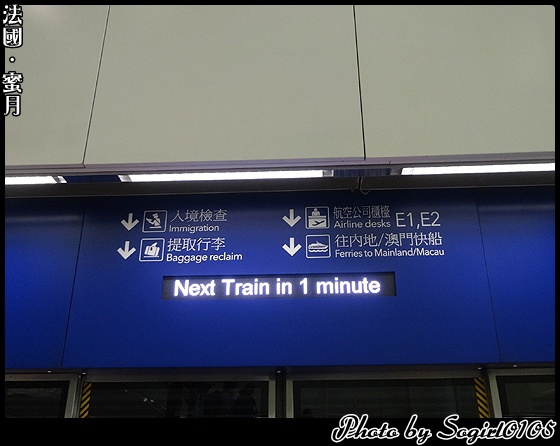 法國·蜜月
入境檢查
Immigration
提取行李
Baggage reclaim
航空公司櫃檯
Airline desks E1,E2
往內地/澳門快船
Ferries to Mainland/Macau
Next Train in 1 minute
Photo by Sogirl0108